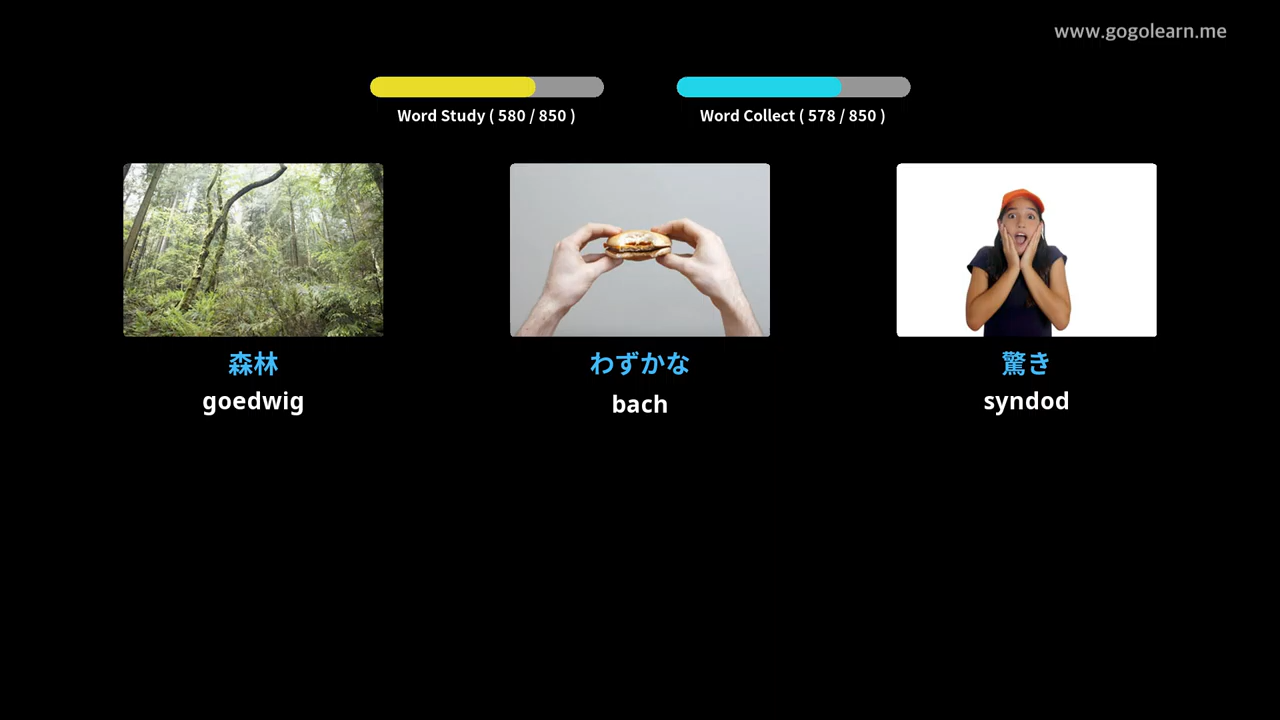 www.gogolearn.me
Word Study ( 580 / 850 )
Word Collect ( 578 / 850 )
森林
わずかな
驚き
goedwig
bach
syndod